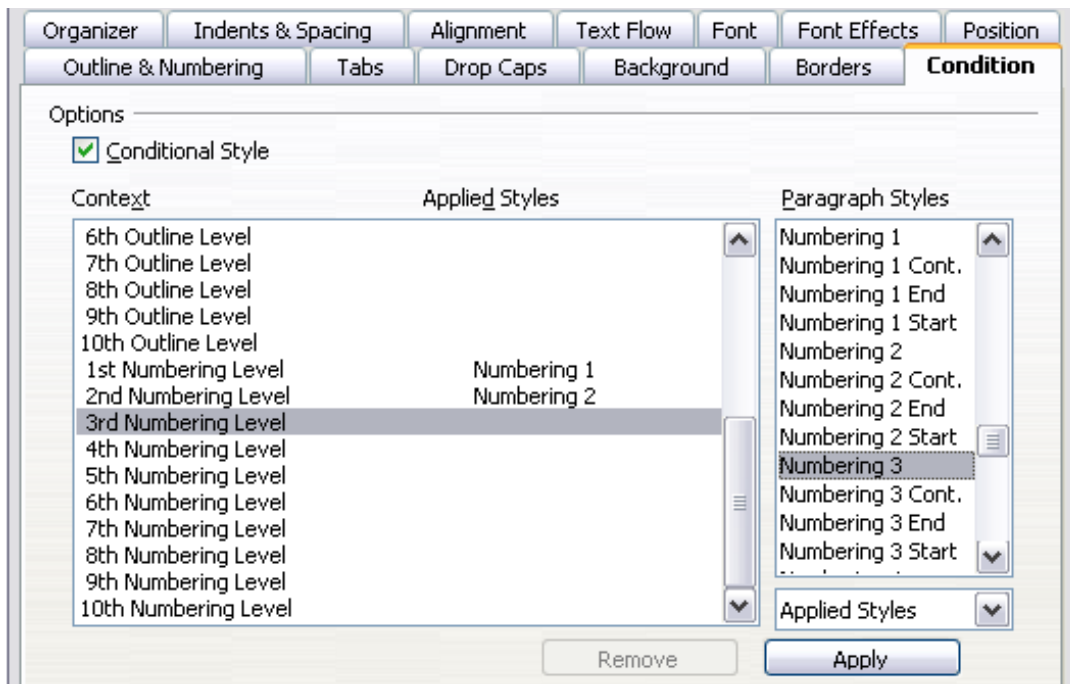 Organizer Indents & Spacing Alignment Text Flow Font Font Effects Position
Outline & Numbering Tabs Drop Caps Background Borders Condition
Options
Conditional Style
Context Applied Styles Paragraph Styles
6th Outline Level
7th Outline Level
8th Outline Level
9th Outline Level
10th Outline Level
1st Numbering Level Numbering 1
2nd Numbering Level Numbering 2
3rd Numbering Level
4th Numbering Level
5th Numbering Level
6th Numbering Level
7th Numbering Level
8th Numbering Level
9th Numbering Level
10th Numbering Level
Numbering 1
Numbering 1 Cont.
Numbering 1 End
Numbering 1 Start
Numbering 2
Numbering 2 Cont.
Numbering 2 End
Numbering 2 Start
Numbering 3
Numbering 3 Cont.
Numbering 3 End
Numbering 3 Start
Applied Styles
Remove Apply